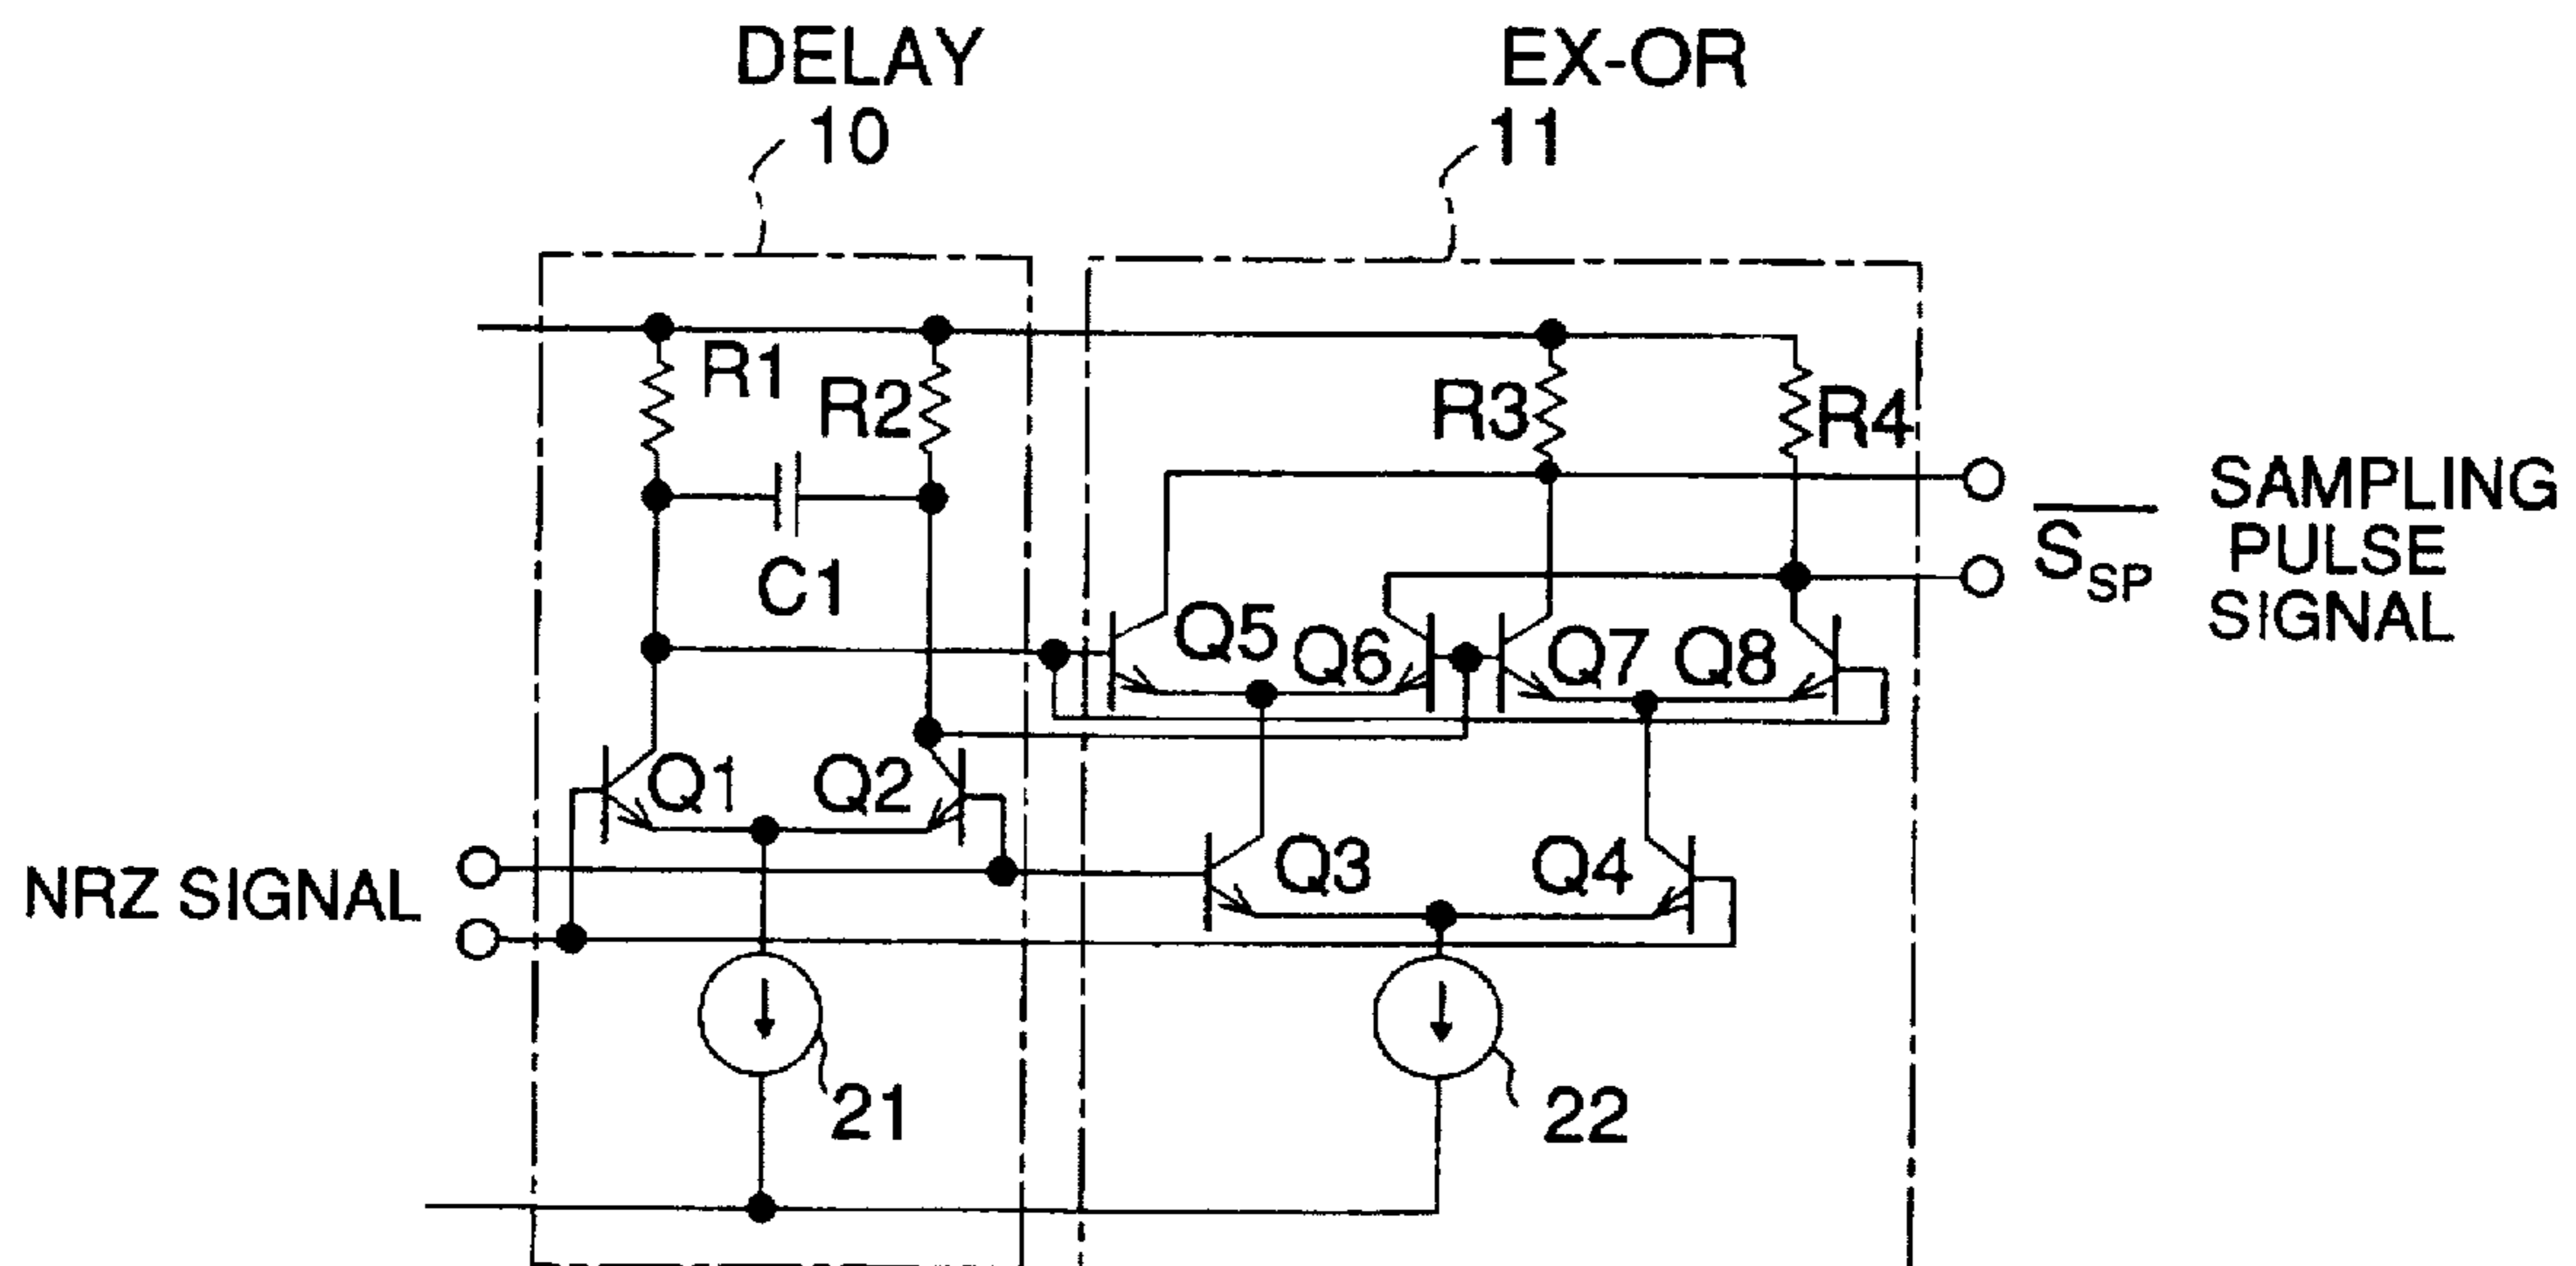 DELAY
10
EX-OR
11
R1
R2
R3
R4
C1
SAMPLING
PULSE
SIGNAL
S̅S̅P̅
Q5
Q6
Q7
Q8
Q1
Q2
Q3
Q4
NRZ SIGNAL
21
22